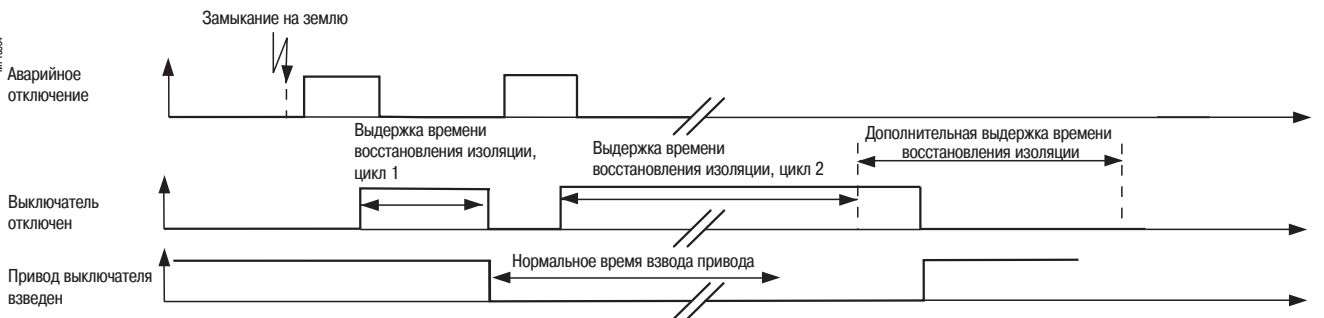 Замыкание на землю
Аварийное
отключение
Выдержка времени
восстановления изоляции,
цикл 1
Выдержка времени
восстановления изоляции, цикл 2
Дополнительная выдержка времени
восстановления изоляции
Выключатель
отключен
Нормальное время взвода привода
Привод выключателя
взведен